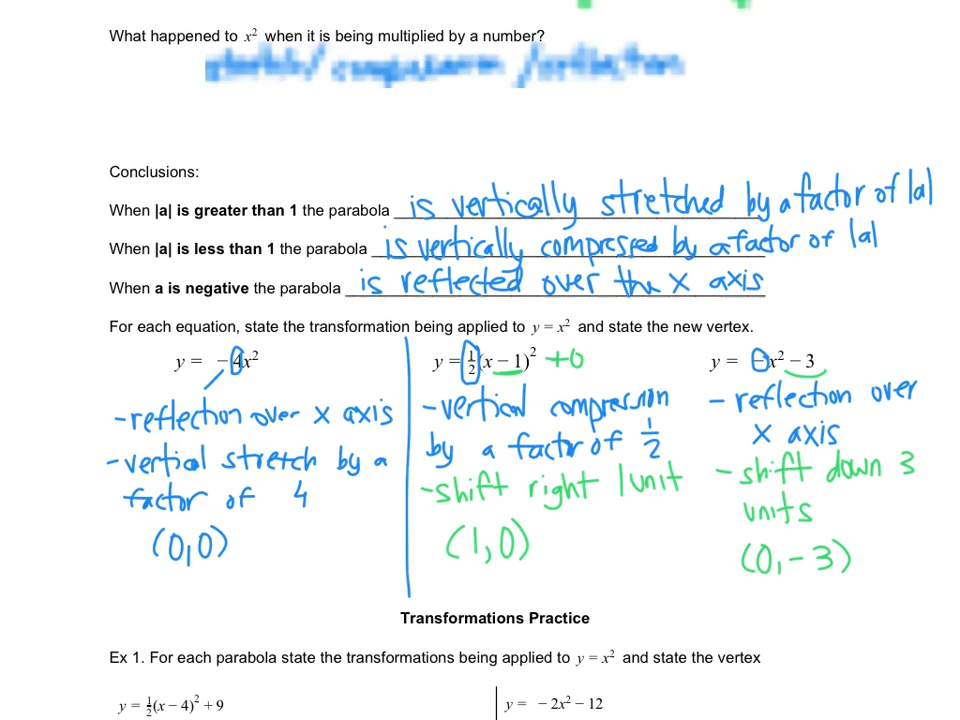 What happened to x² when it is being multiplied by a number?
Conclusions:
When |a| is greater than 1 the parabola is vertically stretched by a factor of |a|
When |a| is less than 1 the parabola is vertically compressed by a factor of |a|
When a is negative the parabola is reflected over the x axis
For each equation, state the transformation being applied to y = x² and state the new vertex.
y = −4x²
-reflection over x axis
-vertical stretch by a
factor of 4
(0,0)
y = ½(x − 1)² +0
-vertical compression
by a factor of ½
-shift right 1 unit
(1,0)
y = −x² − 3
- reflection over
x axis
- shift down 3
units
(0,-3)
Transformations Practice
Ex 1. For each parabola state the transformations being applied to y = x² and state the vertex
y = ½(x − 4)² + 9
y = −2x² − 12